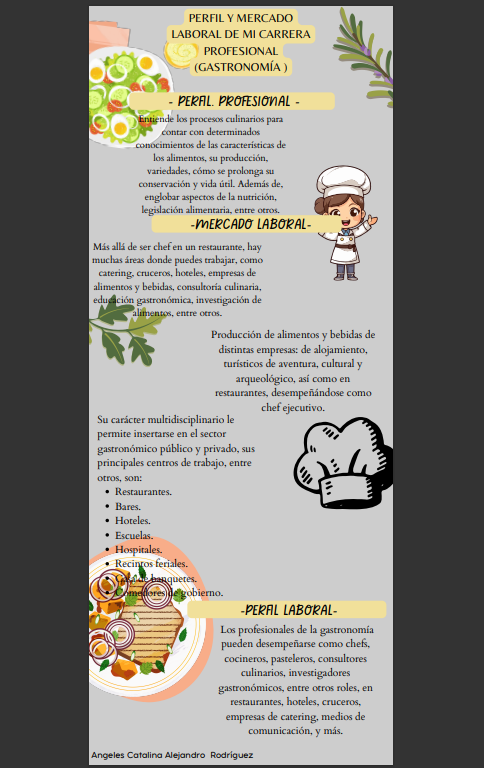 PERFIL Y MERCADO
LABORAL DE MI CARRERA
PROFESIONAL
(GASTRONOMÍA )
- PERFIL PROFESIONAL -
Entiende los procesos culinarios para
contar con determinados
conocimientos de las características de
los alimentos, su producción,
variedades, cómo se prolonga su
conservación y vida útil. Además de,
englobar aspectos de la nutrición,
legislación alimentaria, entre otros.
-MERCADO LABORAL-
Más allá de ser chef en un restaurante, hay
muchas áreas donde puedes trabajar, como
catering, cruceros, hoteles, empresas de
alimentos y bebidas, consultoría culinaria,
educación gastronómica, investigación de
alimentos, entre otros.
Producción de alimentos y bebidas de
distintas empresas: de alojamiento,
turísticos de aventura, cultural y
arqueológico, así como en
restaurantes, desempeñándose como
chef ejecutivo.
Su carácter multidisciplinario le
permite insertarse en el sector
gastronómico público y privado, sus
principales centros de trabajo, entre
otros, son:
• Restaurantes.
• Bares.
• Hoteles.
• Escuelas.
• Hospitales.
• Recintos feriales.
• Casa de banquetes.
• Comedores de gobierno.
-PERFIL LABORAL-
Los profesionales de la gastronomía
pueden desempeñarse como chefs,
cocineros, pasteleros, consultores
culinarios, investigadores
gastronómicos, entre otros roles, en
restaurantes, hoteles, cruceros,
empresas de catering, medios de
comunicación, y más.
Angeles Catalina Alejandro Rodríguez